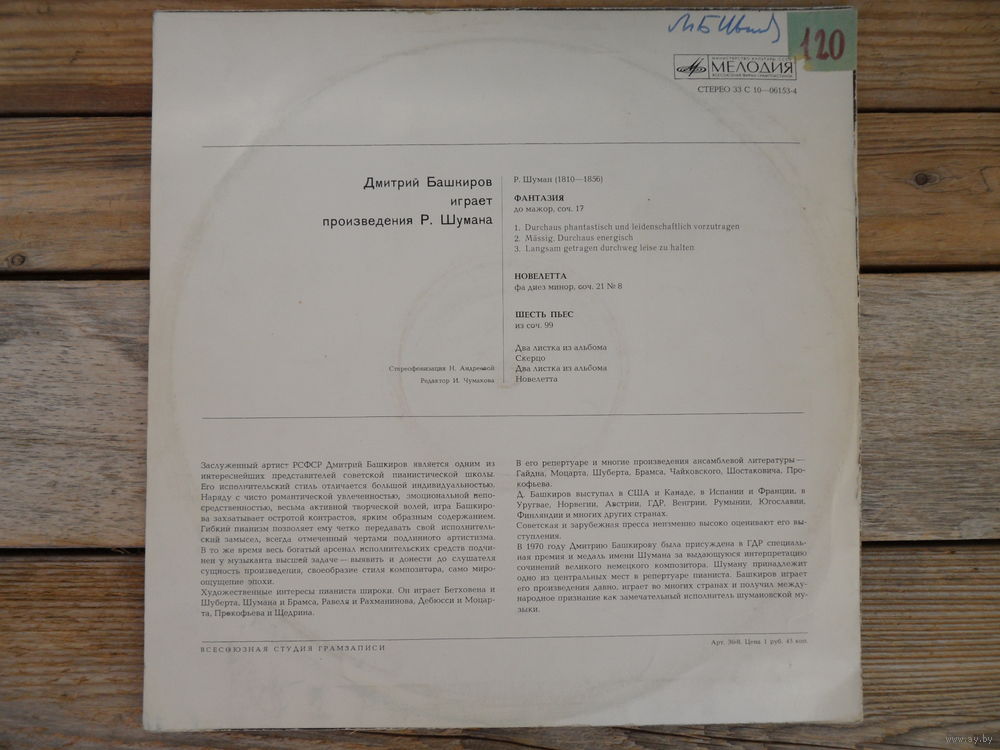 120
МИНИСТЕРСТВО КУЛЬТУРЫ СССР
МЕЛОДИЯ
ВСЕСОЮЗНАЯ ФИРМА ГРАМПЛАСТИНОК
СТЕРЕО 33 С 10—06153-4
Дмитрий Башкиров
играет
произведения Р. Шумана
Стереофонизация Н. Андреевой
Редактор И. Чумакова
Р. Шуман (1810—1856)
ФАНТАЗИЯ
до мажор, соч. 17
1. Durchaus phantastisch und leidenschaftlich vorzutragen
2. Mässig. Durchaus energisch
3. Langsam getragen durchweg leise zu halten
НОВЕЛЕТТА
фа диез минор, соч. 21 № 8
ШЕСТЬ ПЬЕС
из соч. 99
Два листка из альбома
Скерцо
Два листка из альбома
Новелетта
Заслуженный артист РСФСР Дмитрий Башкиров является одним из
интереснейших представителей советской пианистической школы.
Его исполнительский стиль отличается большой индивидуальностью.
Наряду с чисто романтической увлеченностью, эмоциональной непо-
средственностью, весьма активной творческой волей, игра Башкиро-
ва захватывает остротой контрастов, ярким образным содержанием.
Гибкий пианизм позволяет ему четко передавать свой исполнитель-
ский замысел, всегда отмеченный чертами подлинного артистизма.
В то же время весь богатый арсенал исполнительских средств подчи-
нен у музыканта высшей задаче — выявить и донести до слушателя
сущность произведения, своеобразие стиля композитора, само миро-
ощущение эпохи.
Художественные интересы пианиста широки. Он играет Бетховена и
Шуберта, Шумана и Брамса, Равеля и Рахманинова, Дебюсси и Моцар-
та, Прокофьева и Щедрина.
В его репертуаре и многие произведения ансамблевой литературы —
Гайдна, Моцарта, Шуберта, Брамса, Чайковского, Шостаковича, Про-
кофьева.
Д. Башкиров выступал в США и Канаде, в Испании и Франции, в
Уругвае, Норвегии, Австрии, ГДР, Венгрии, Румынии, Югославии,
Финляндии и многих других странах.
Советская и зарубежная пресса неизменно высоко оценивают его вы-
ступления.
В 1970 году Дмитрию Башкирову была присуждена в ГДР специаль-
ная премия и медаль имени Шумана за выдающуюся интерпретацию
сочинений великого немецкого композитора. Шуману принадлежит
одно из центральных мест в репертуаре пианиста. Башкиров играет
его произведения давно, играет во многих странах и получил между-
народное признание как замечательный исполнитель шумановской му-
зыки.
ВСЕСОЮЗНАЯ СТУДИЯ ГРАМЗАПИСИ
Арт. 36-8. Цена 1 руб. 45 коп.
www.ay.by